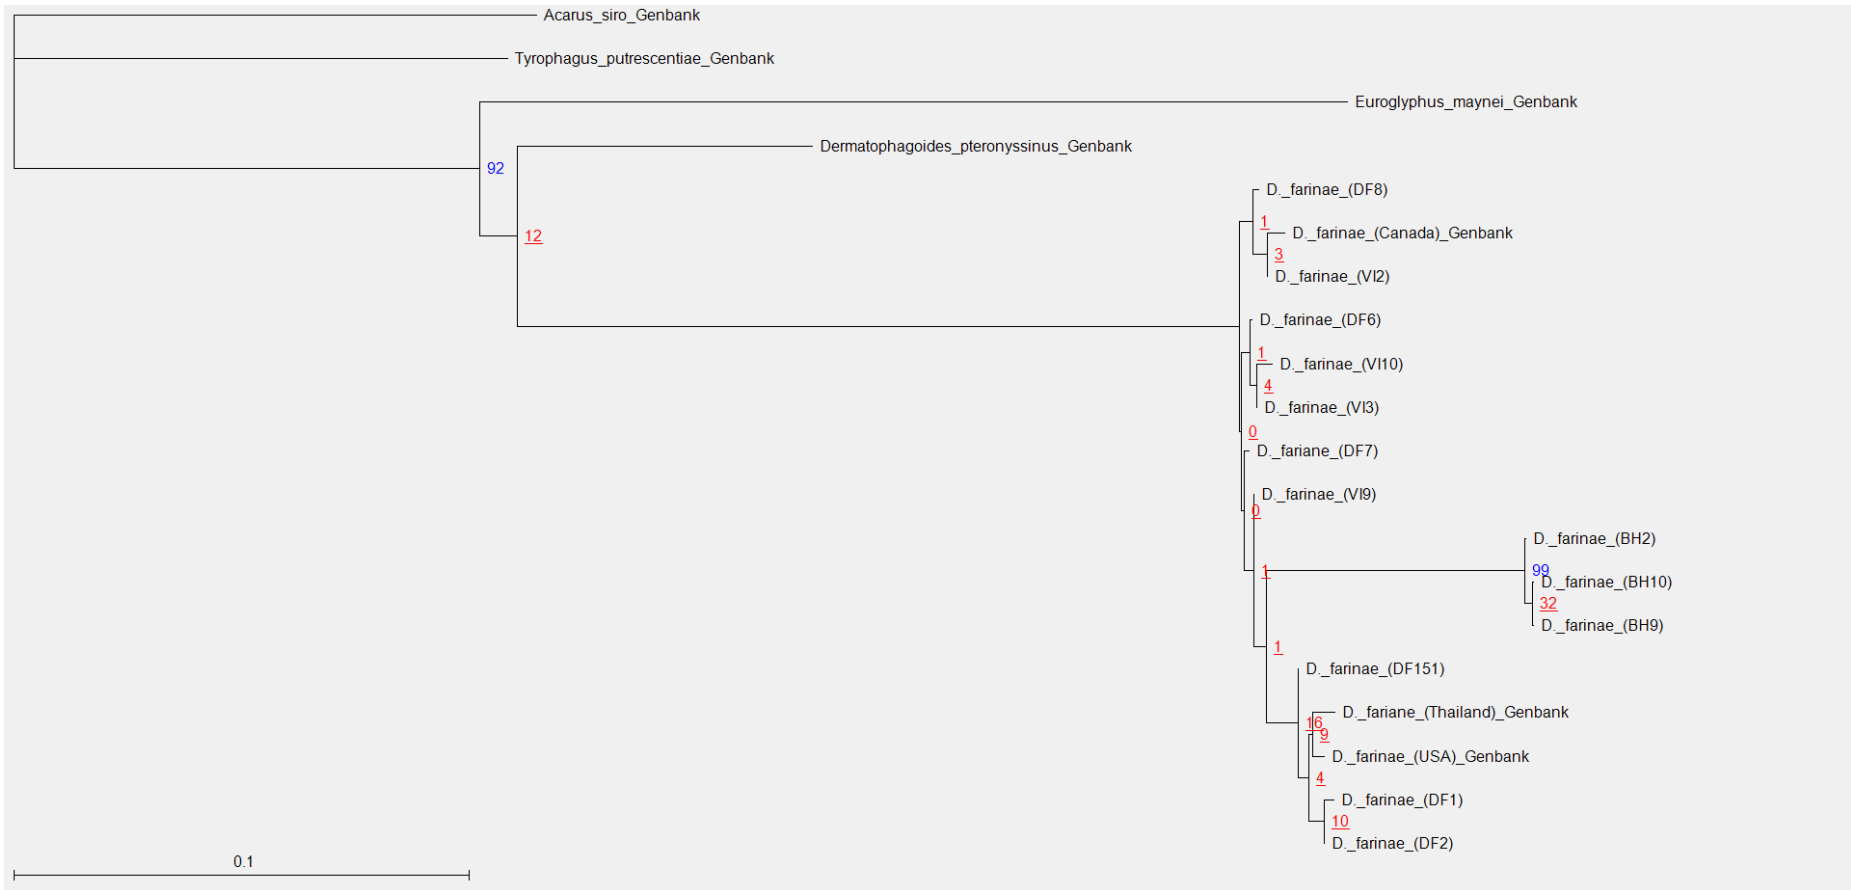 Acarus_siro_Genbank
Tyrophagus_putrescentiae_Genbank
Euroglyphus_maynei_Genbank
Dermatophagoides_pteronyssinus_Genbank
92
D._farinae_(DF8)
1
12
D._farinae_(Canada)_Genbank
3
D._farinae_(VI2)
D._farinae_(DF6)
1
D._farinae_(VI10)
4
D._farinae_(VI3)
0
D._fariane_(DF7)
D._farinae_(VI9)
0
D._farinae_(BH2)
1
99
D._farinae_(BH10)
32
D._farinae_(BH9)
1
D._farinae_(DF151)
D._fariane_(Thailand)_Genbank
16
9
D._farinae_(USA)_Genbank
4
D._farinae_(DF1)
10
D._farinae_(DF2)
0.1